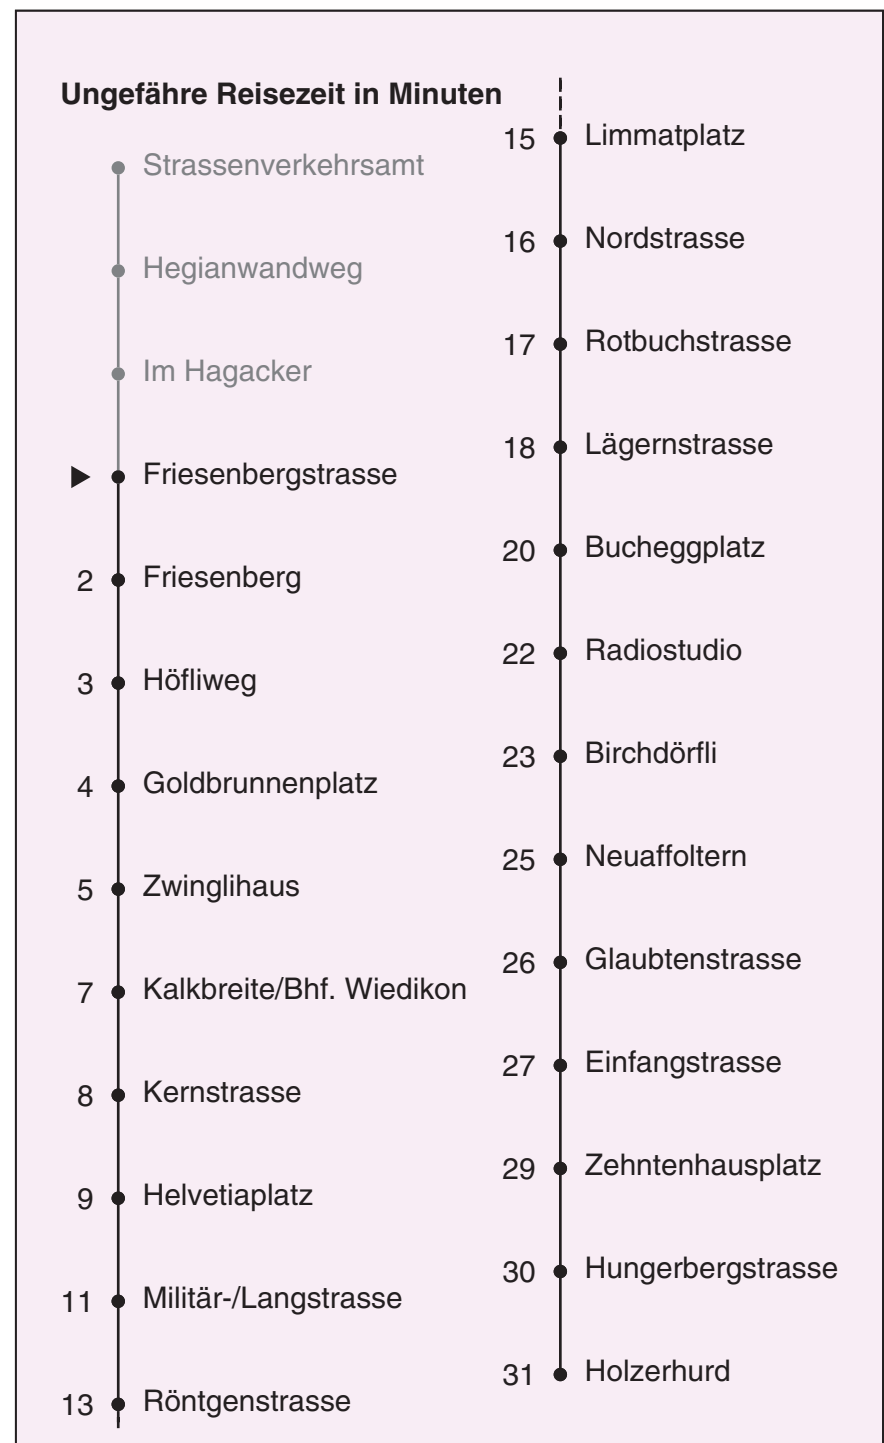 Ungefähre Reisezeit in Minuten
Strassenverkehrsamt
Hegianwandweg
Im Hagacker
Friesenbergstrasse
2 Friesenberg
3 Höfliweg
4 Goldbrunnenplatz
5 Zwinglihaus
7 Kalkbreite/Bhf. Wiedikon
8 Kernstrasse
9 Helvetiaplatz
11 Militär-/Langstrasse
13 Röntgenstrasse
15 Limmatplatz
16 Nordstrasse
17 Rotbuchstrasse
18 Lägernstrasse
20 Bucheggplatz
22 Radiostudio
23 Birchdörfli
25 Neuaffoltern
26 Glaubtenstrasse
27 Einfangstrasse
29 Zehntenhausplatz
30 Hungerbergstrasse
31 Holzerhurd